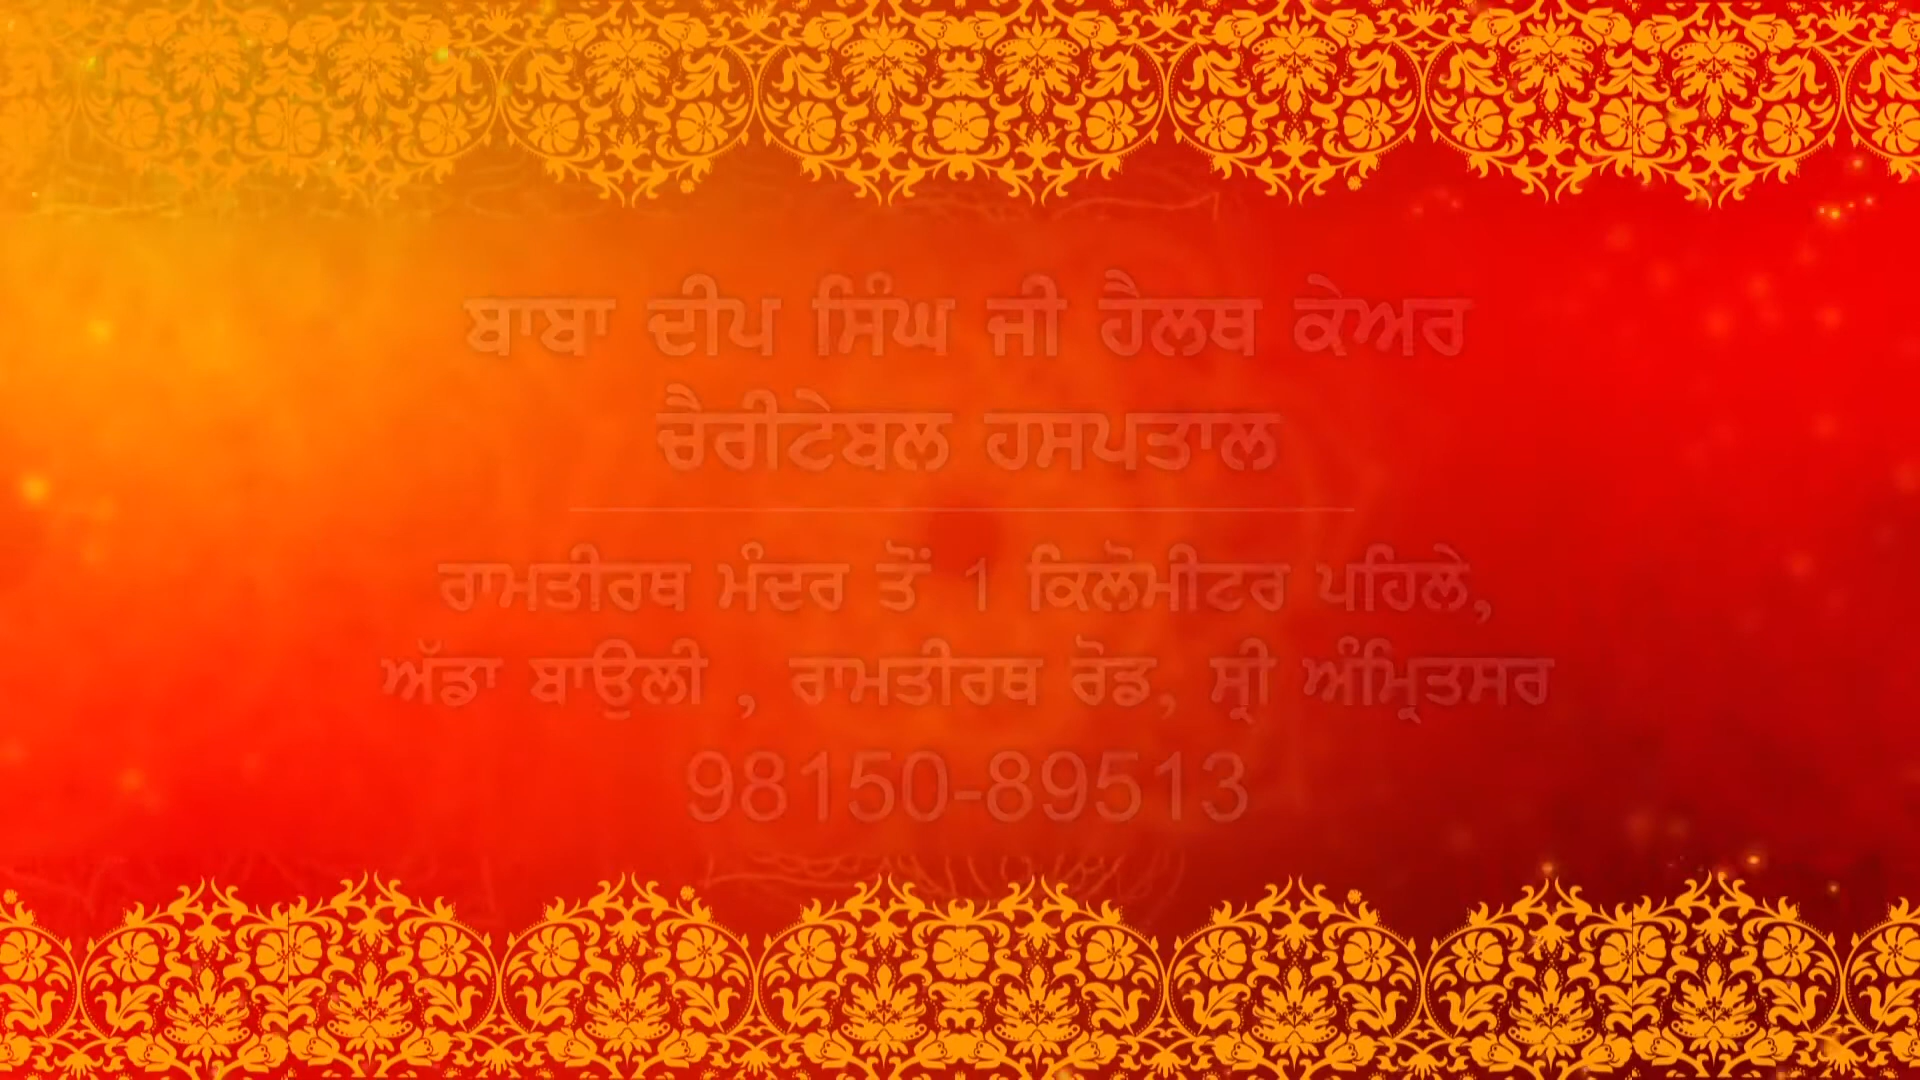 ਬਾਬਾ ਦੀਪ ਸਿੰਘ ਜੀ ਹੈਲਥ ਕੇਅਰ
ਚੈਰੀਟੇਬਲ ਹਸਪਤਾਲ
ਰਾਮਤੀਰਥ ਮੰਦਰ ਤੋਂ 1 ਕਿਲੋਮੀਟਰ ਪਹਿਲੇ,
ਅੱਡਾ ਬਾਉਲੀ , ਰਾਮਤੀਰਥ ਰੋਡ, ਸ੍ਰੀ ਅੰਮ੍ਰਿਤਸਰ
98150-89513